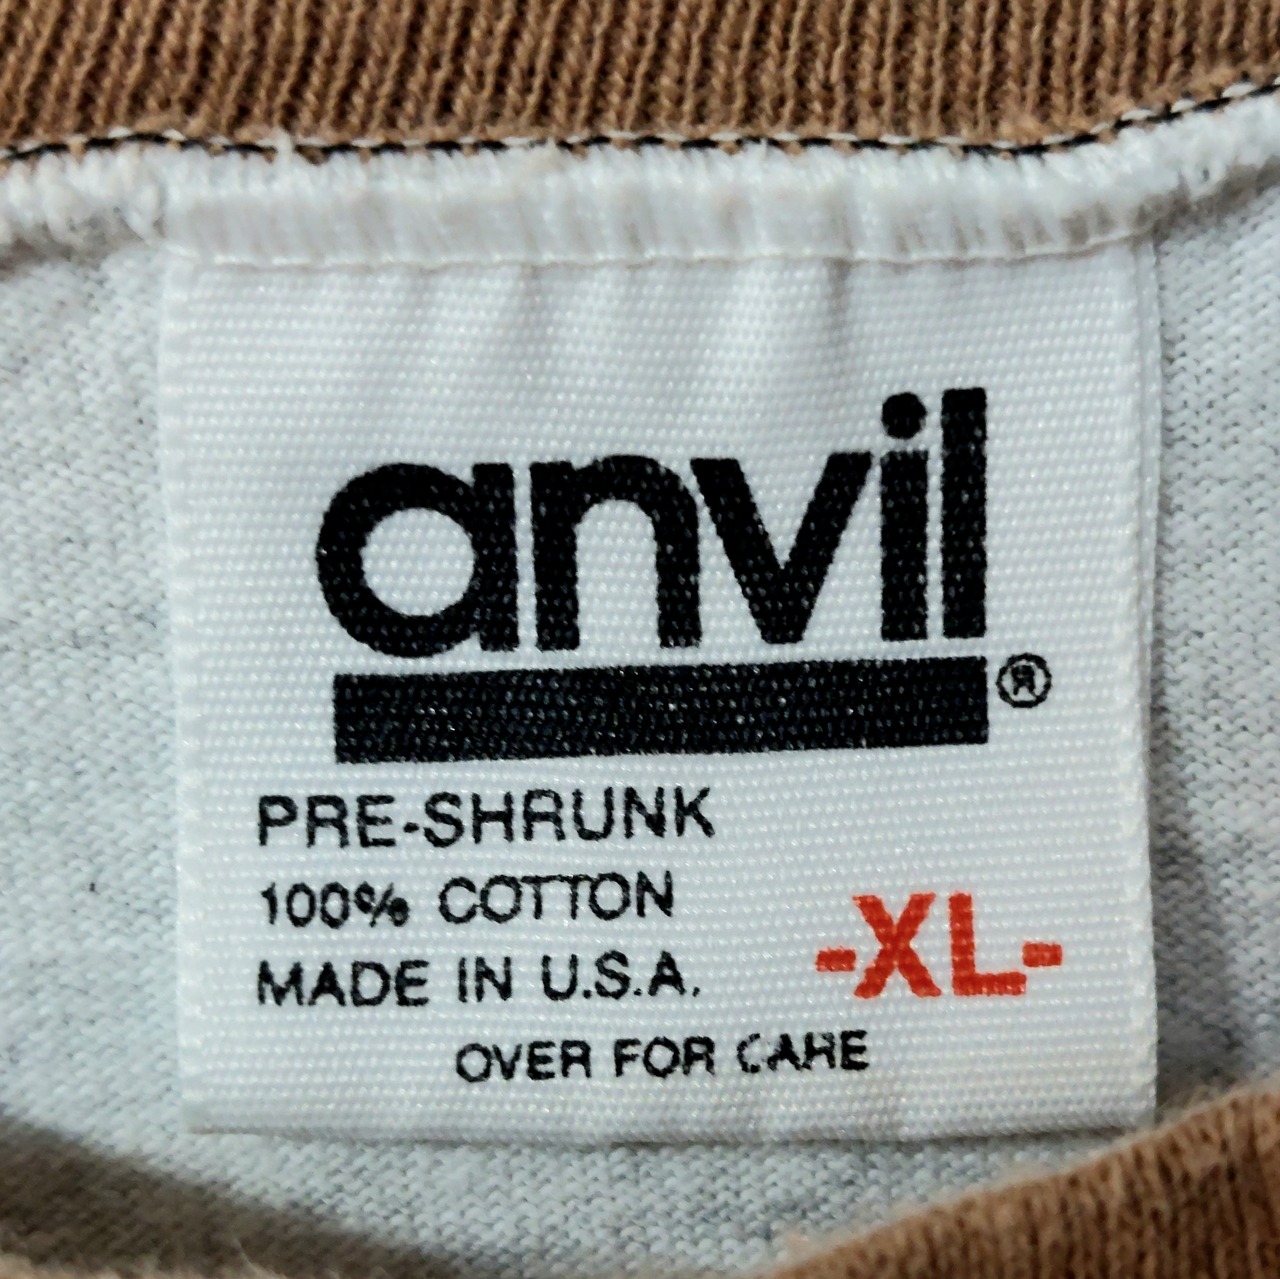 anvil®
PRE-SHRUNK
100% COTTON
MADE IN U.S.A.
-XL-
OVER FOR CARE